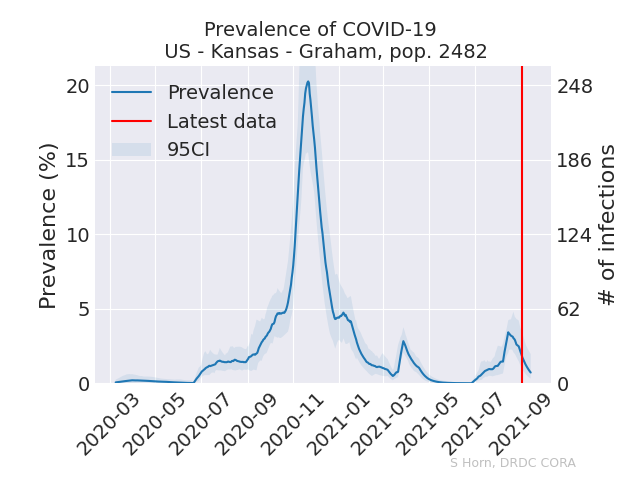 Prevalence of COVID-19
US - Kansas - Graham, pop. 2482
Prevalence
Latest data
95CI
Prevalence (%)
20
15
10
5
0
248
186
124
62
0
# of infections
2020-03
2020-05
2020-07
2020-09
2020-11
2021-01
2021-03
2021-05
2021-07
2021-09
S Horn, DRDC CORA